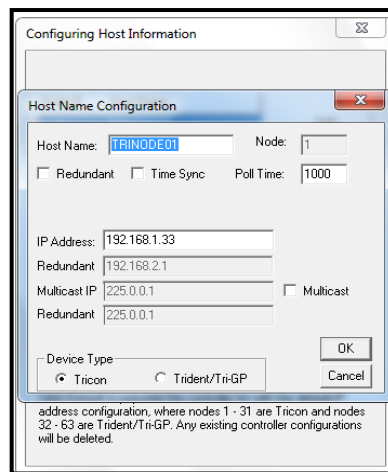 Configuring Host Information
Host Name Configuration
Host Name: TRINODE01 Node: 1
Redundant Time Sync Poll Time: 1000
IP Address: 192.168.1.33
Redundant 192.168.2.1
Multicast IP 225.0.0.1 Multicast
Redundant 225.0.0.1
OK
Device Type
Tricon Trident/Tri-GP Cancel
address configuration, where nodes 1 - 31 are Tricon and nodes
32 - 63 are Trident/Tri-GP. Any existing controller configurations
will be deleted.